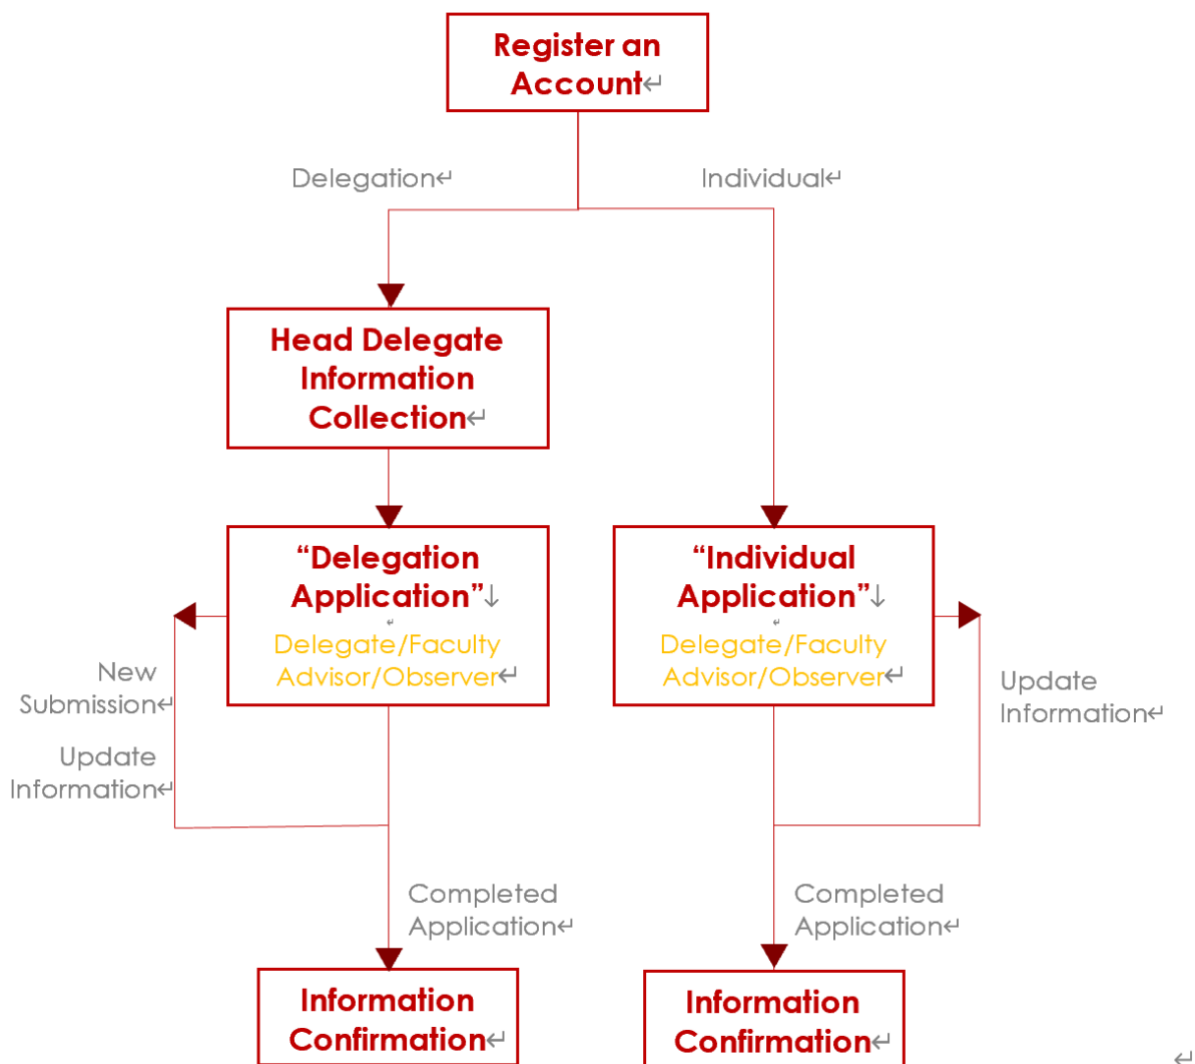 Register an
Account↵
Delegation↵
Individual↵
Head Delegate
Information
Collection↵
“Delegation
Application”↓
↵
Delegate/Faculty
Advisor/Observer↵
“Individual
Application”↓
↵
Delegate/Faculty
Advisor/Observer↵
New
Submission↵
Update
Information↵
Update
Information↵
Completed
Application↵
Completed
Application↵
Information
Confirmation↵
Information
Confirmation↵
↵